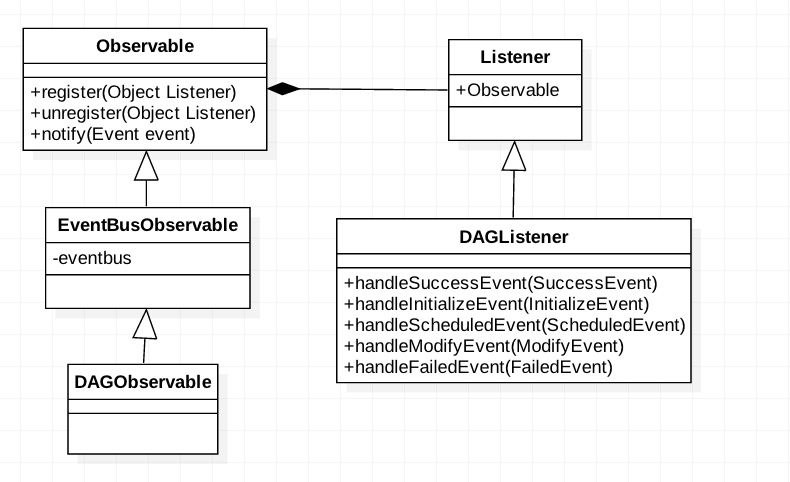 Observable
+register(Object Listener)
+unregister(Object Listener)
+notify(Event event)
Listener
+Observable
EventBusObservable
-eventbus
DAGListener
+handleSuccessEvent(SuccessEvent)
+handleInitializeEvent(InitializeEvent)
+handleScheduledEvent(ScheduledEvent)
+handleModifyEvent(ModifyEvent)
+handleFailedEvent(FailedEvent)
DAGObservable